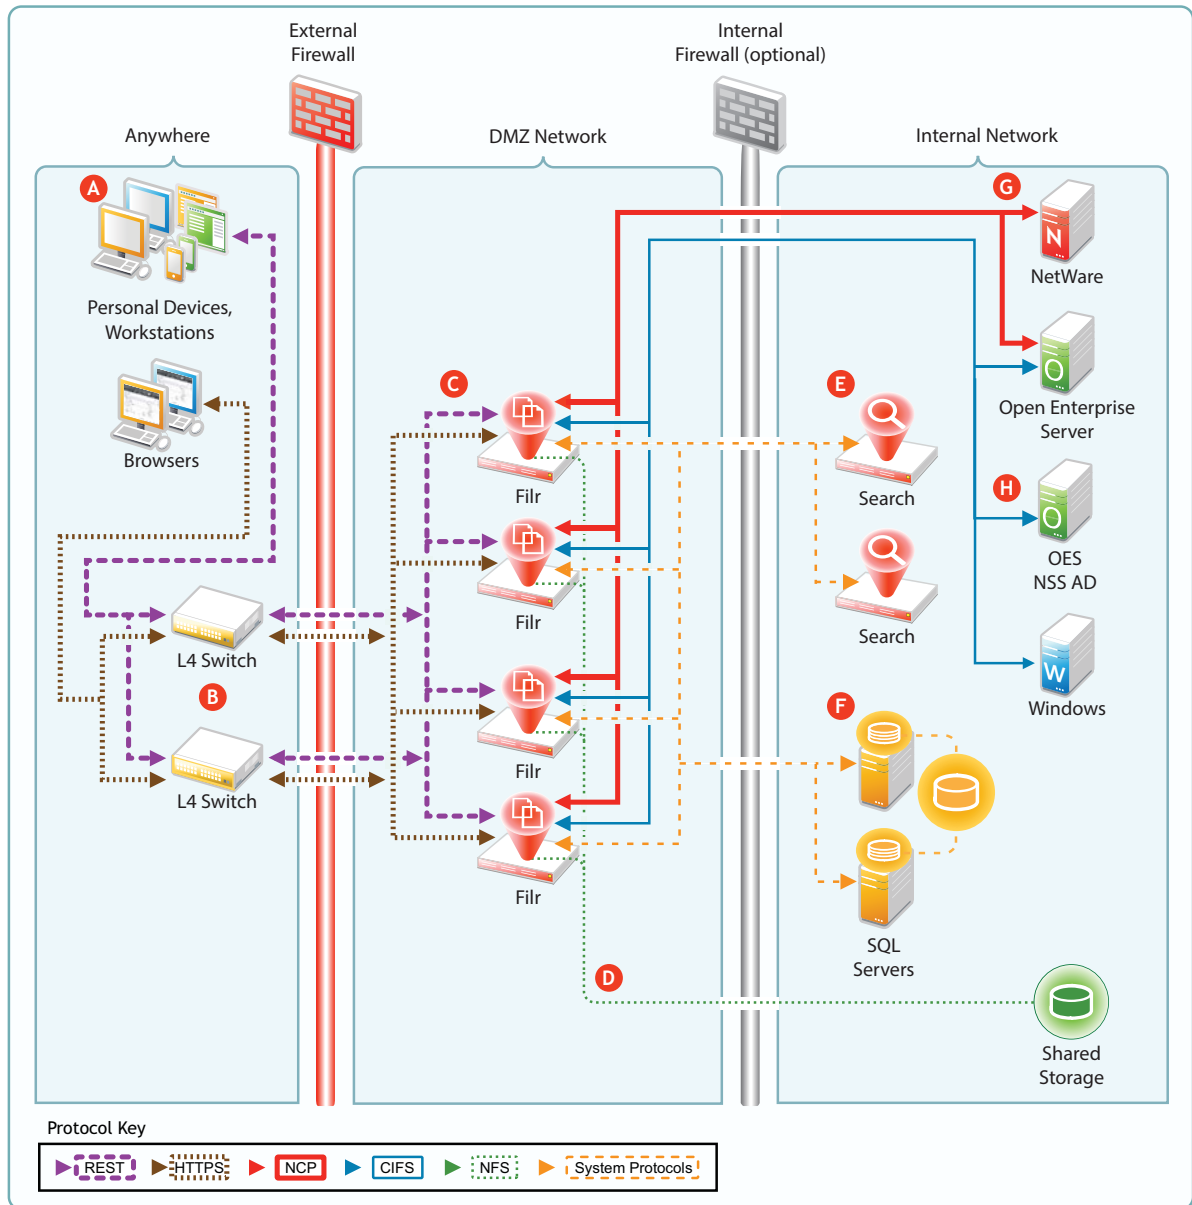 External
Firewall
Internal
Firewall (optional)
Anywhere
DMZ Network
Internal Network
A
G
N
NetWare
Personal Devices,
Workstations
C
E
O
Open Enterprise
Server
Browsers
Filr
Search
H
O
OES
NSS AD
Filr
Search
L4 Switch
B
W
Windows
F
Filr
L4 Switch
Filr
SQL
Servers
D
Shared
Storage
Protocol Key
REST
HTTPS
NCP
CIFS
NFS
System Protocols